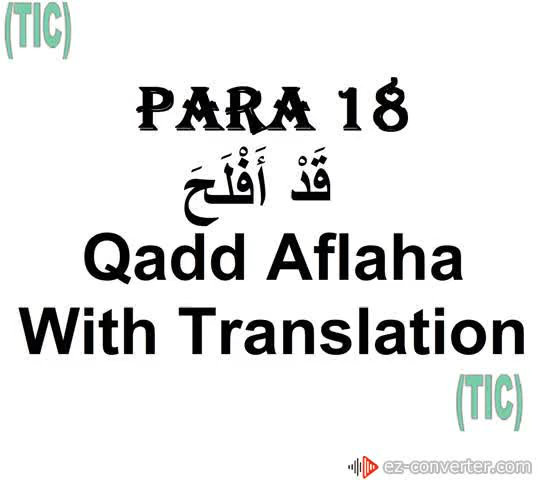 (TIC)
PARA 18
قَدْ أَفْلَحَ
Qadd Aflaha
With Translation
(TIC)
ez-converter.com